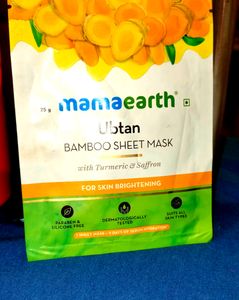 25 g
mamaearth®
Ubtan
BAMBOO SHEET MASK
with Turmeric & Saffron
FOR SKIN BRIGHTENING
PARABEN & DERMATOLOGICALLY SUITS ALL
SILICONE FREE TESTED SKIN TYPES